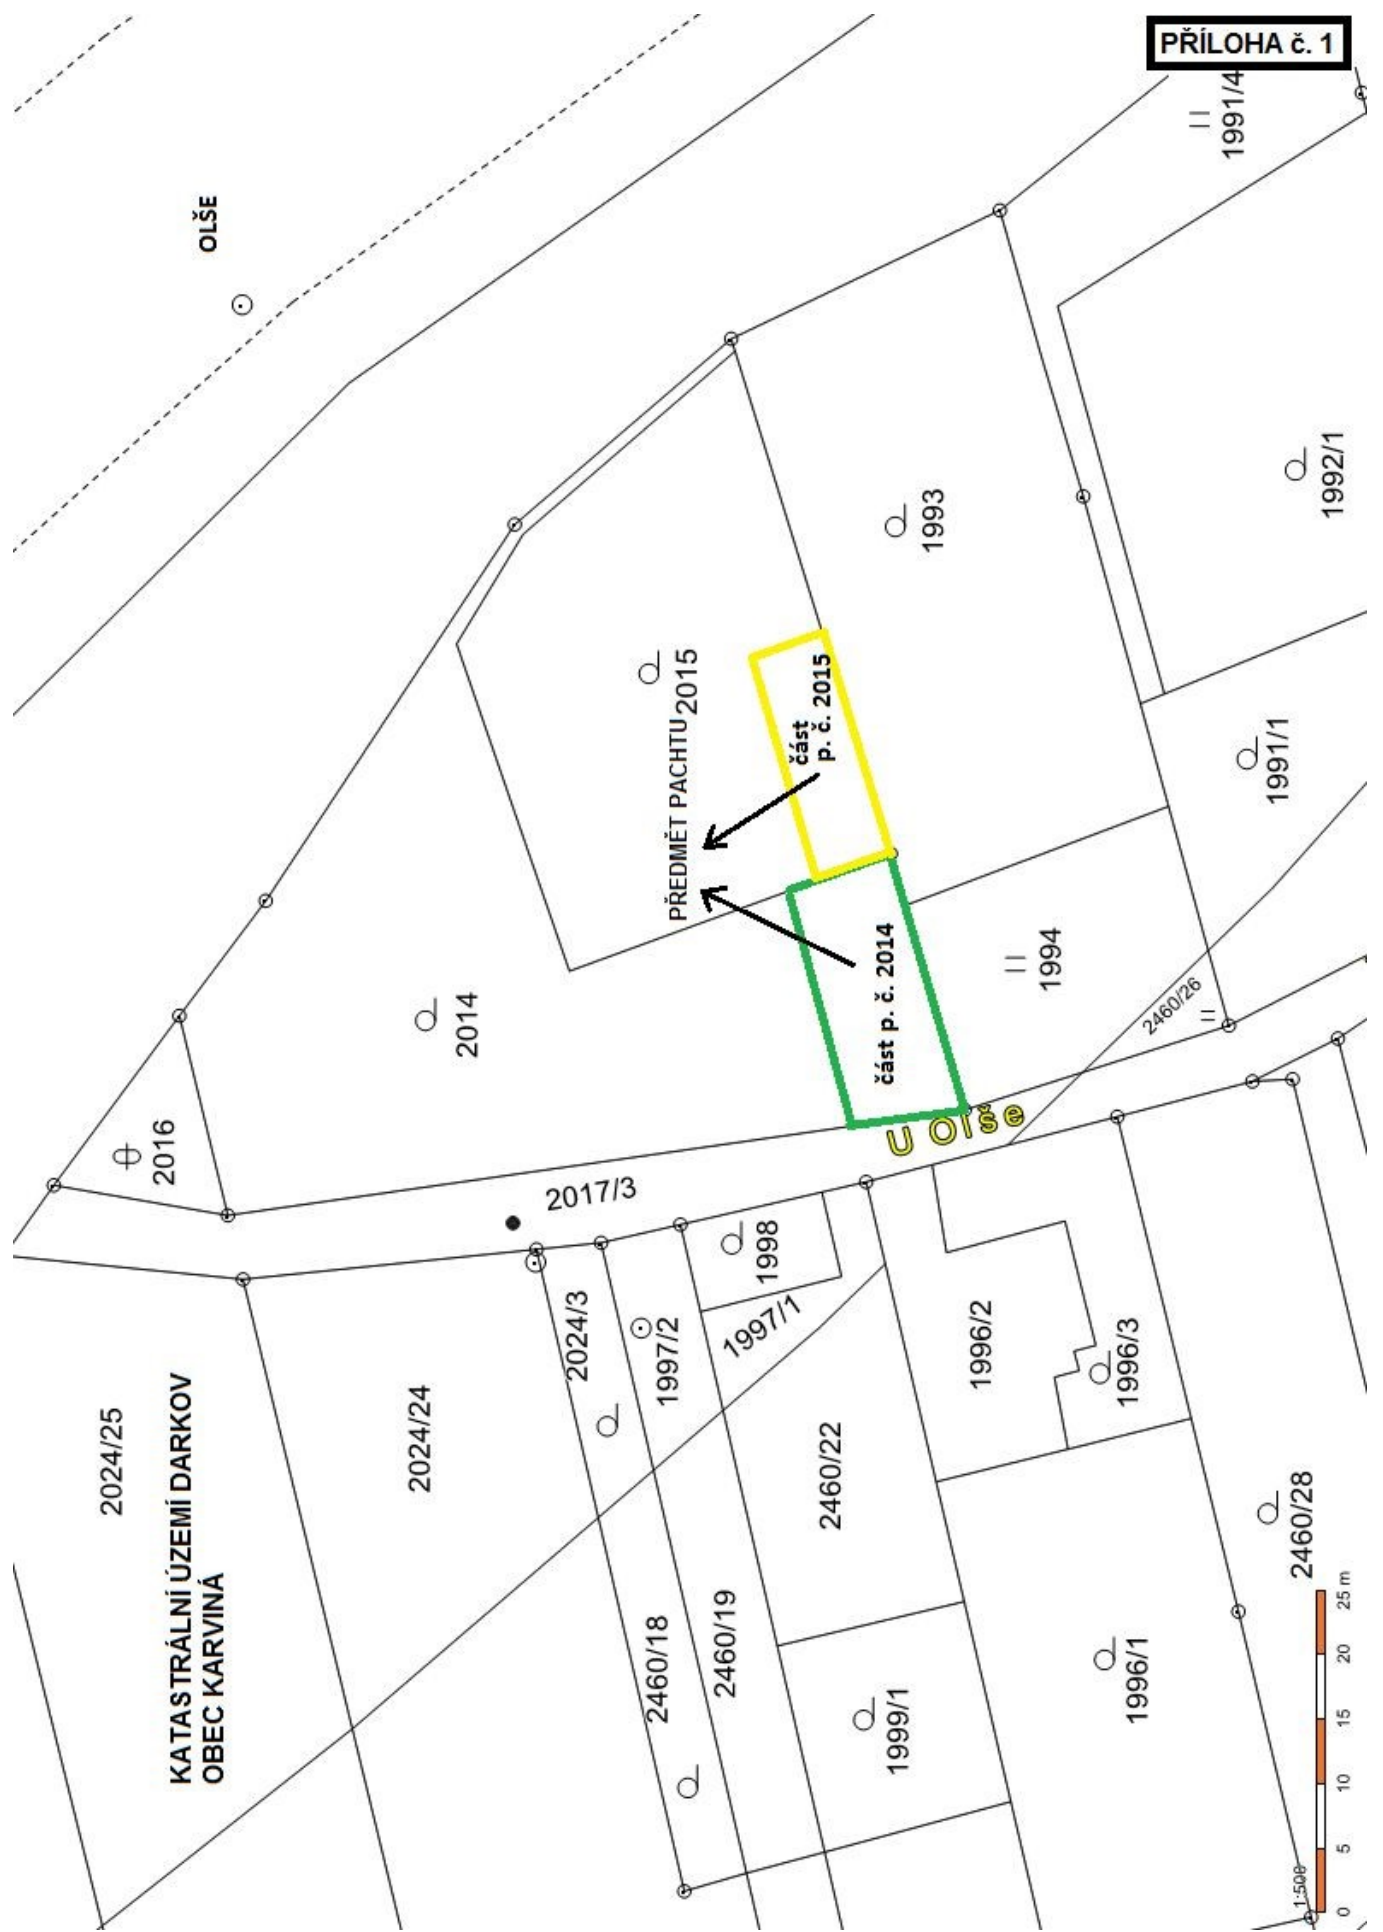 PŘÍLOHA č. 1
1991/4
OLŠE
1992/1
1993
2015
část
p. č. 2015
PŘEDMĚT PACHTU
1991/1
část p. č. 2014
1994
2460/26
2014
2016
U Olše
2017/3
1998
1997/1
2024/3
1997/2
1996/2
1996/3
2024/25
2024/24
KATASTRÁLNÍ ÚZEMÍ DARKOV
OBEC KARVINÁ
2460/22
2460/28
2460/18
2460/19
1999/1
1996/1
1:500
0 5 10 15 20 25 m